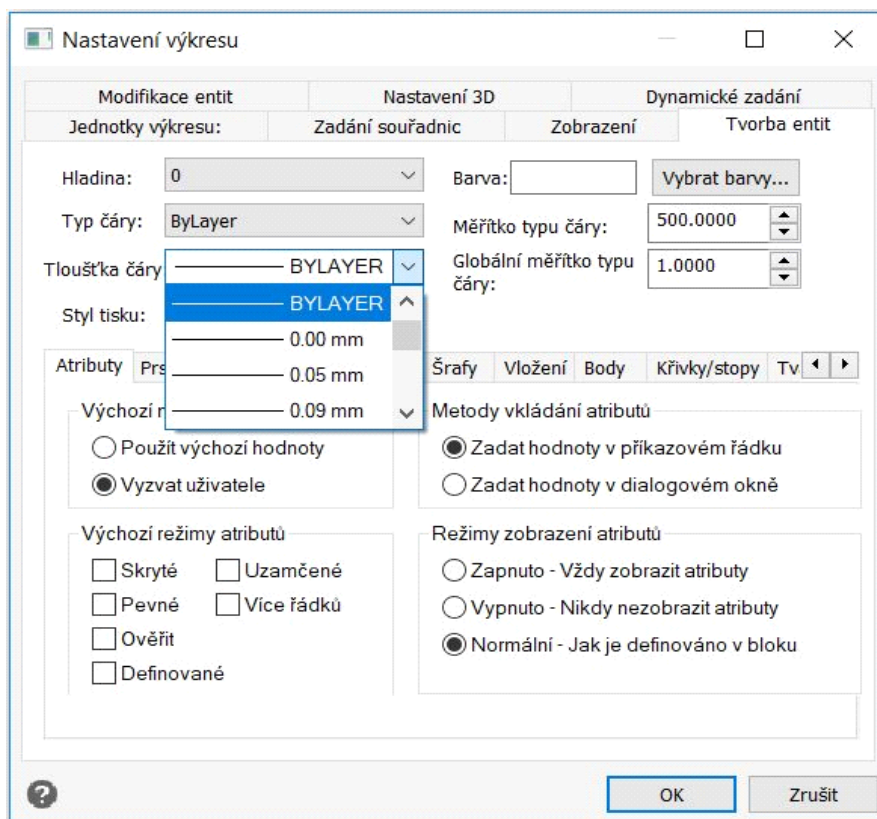 Nastavení výkresu
Modifikace entit Nastavení 3D Dynamické zadání
Jednotky výkresu: Zadání souřadnic Zobrazení Tvorba entit
Hladina: 0 Barva: Vybrat barvy...
Typ čáry: ByLayer Měřítko typu čáry: 500.0000
Tloušťka čáry BYLAYER Globální měřítko typu čáry: 1.0000
Styl tisku: BYLAYER
0.00 mm
0.05 mm
0.09 mm
Atributy Šrafy Vložení Body Křivky/stopy
Výchozí Metody vkládání atributů
Použít výchozí hodnoty Zadat hodnoty v příkazovém řádku
Vyzvat uživatele Zadat hodnoty v dialogovém okně
Výchozí režimy atributů Režimy zobrazení atributů
Skryté Uzamčené Zapnuto - Vždy zobrazit atributy
Pevné Více řádků Vypnuto - Nikdy nezobrazit atributy
Ověřit Normální - Jak je definováno v bloku
Definované
OK Zrušit